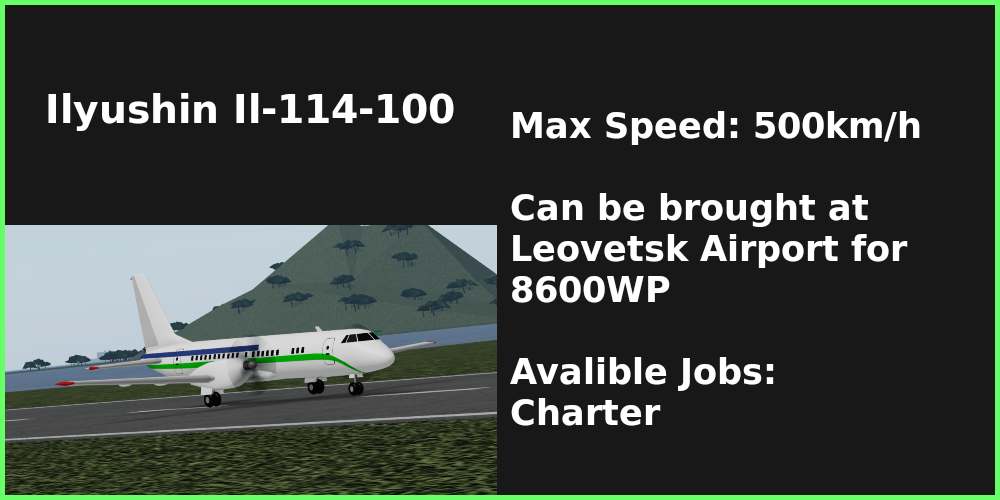 Ilyushin Il-114-100
Max Speed: 500km/h
Can be brought at
Leovetsk Airport for
8600WP
Avalible Jobs:
Charter